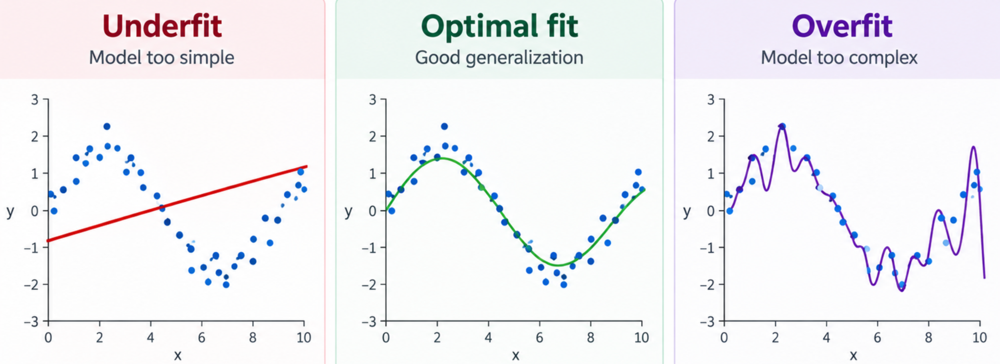 Underfit
Model too simple
3
2
1
0
−1
−2
−3
y
0 2 4 6 8 10
x
Optimal fit
Good generalization
3
2
1
0
−1
−2
−3
y
0 2 4 6 8 10
x
Overfit
Model too complex
3
2
1
0
−1
−2
−3
y
0 2 4 6 8 10
x